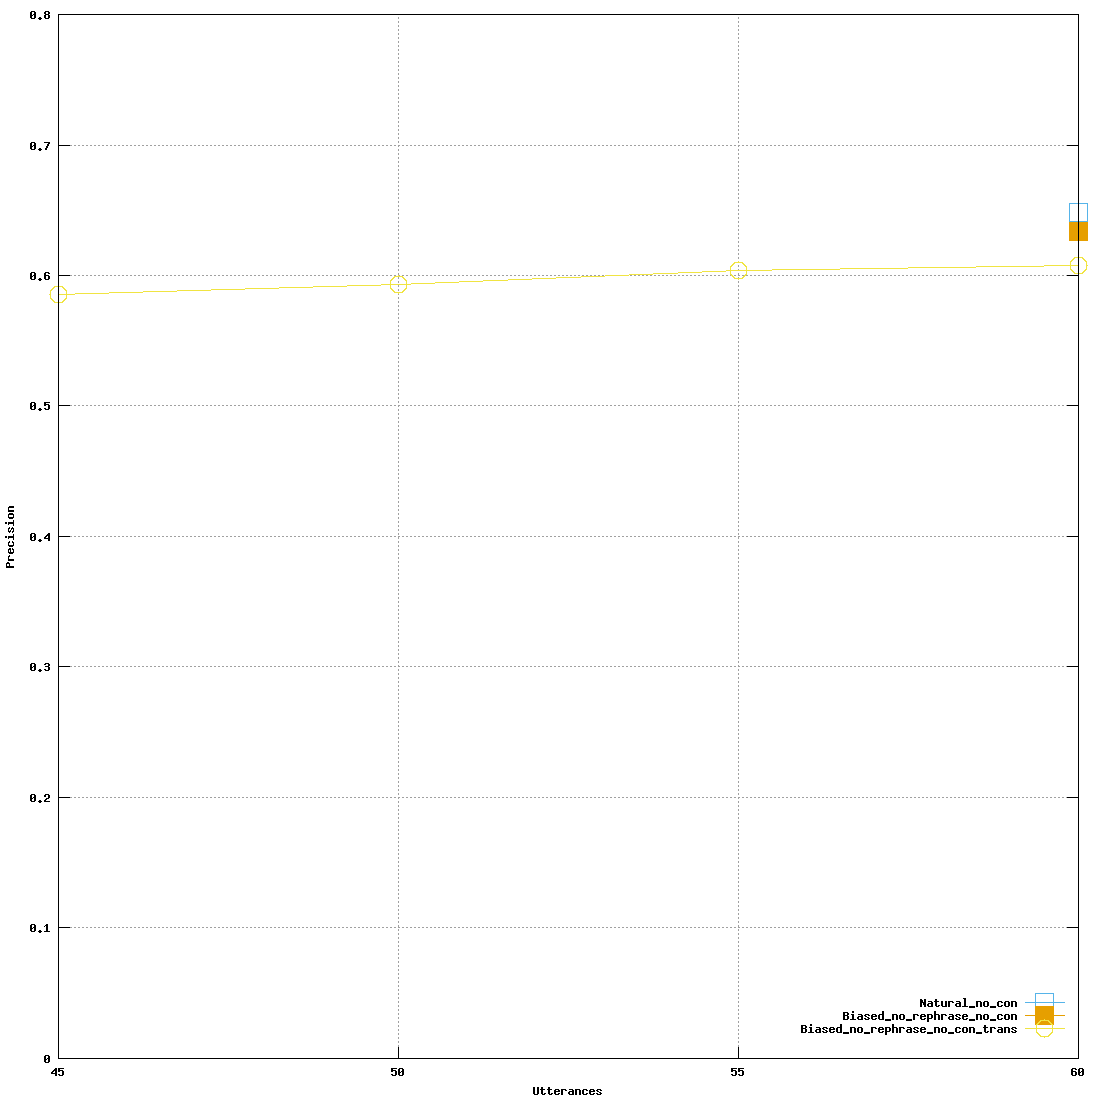 0.8
0.7
0.6
0.5
0.4
0.3
0.2
0.1
0
Precision
45 50 55 60
Utterances
Natural_no_con
Biased_no_rephrase_no_con
Biased_no_rephrase_no_con_trans